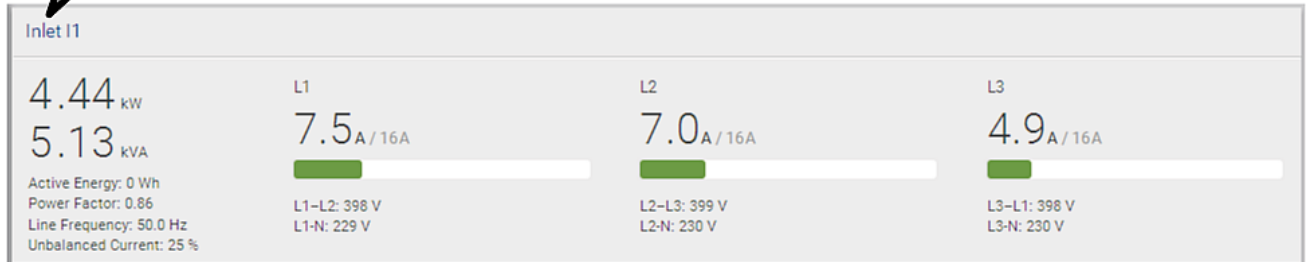 Inlet I1
4.44 kW
5.13 kVA
Active Energy: 0 Wh
Power Factor: 0.86
Line Frequency: 50.0 Hz
Unbalanced Current: 25 %
L1
7.5A / 16A
L1–L2: 398 V
L1-N: 229 V
L2
7.0A / 16A
L2–L3: 399 V
L2-N: 230 V
L3
4.9A / 16A
L3–L1: 398 V
L3-N: 230 V